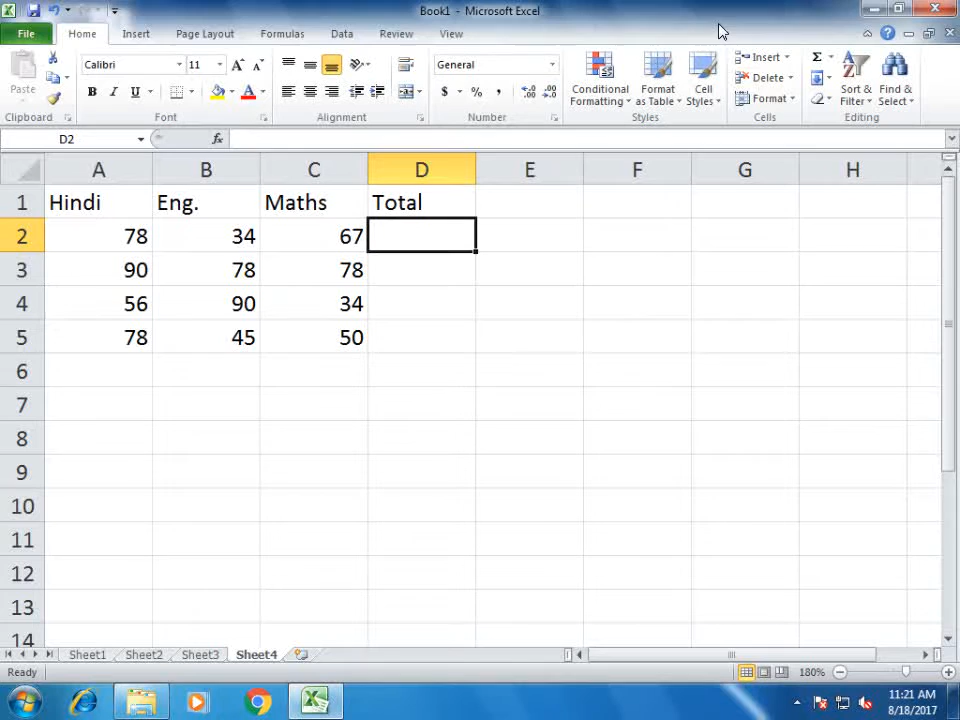 Book1 - Microsoft Excel
File Home Insert Page Layout Formulas Data Review View
Calibri 11 A A General Insert Σ
Paste B I U A $ % , Conditional Formatting Format as Table Cell Styles Delete Format Sort & Filter Find & Select
Clipboard Font Alignment Number Styles Cells Editing
D2 fx
A B C D E F G H
1 Hindi Eng. Maths Total
2 78 34 67
3 90 78 78
4 56 90 34
5 78 45 50
6
7
8
9
10
11
12
13
14
Sheet1 Sheet2 Sheet3 Sheet4
Ready 180%
11:21 AM
8/18/2017